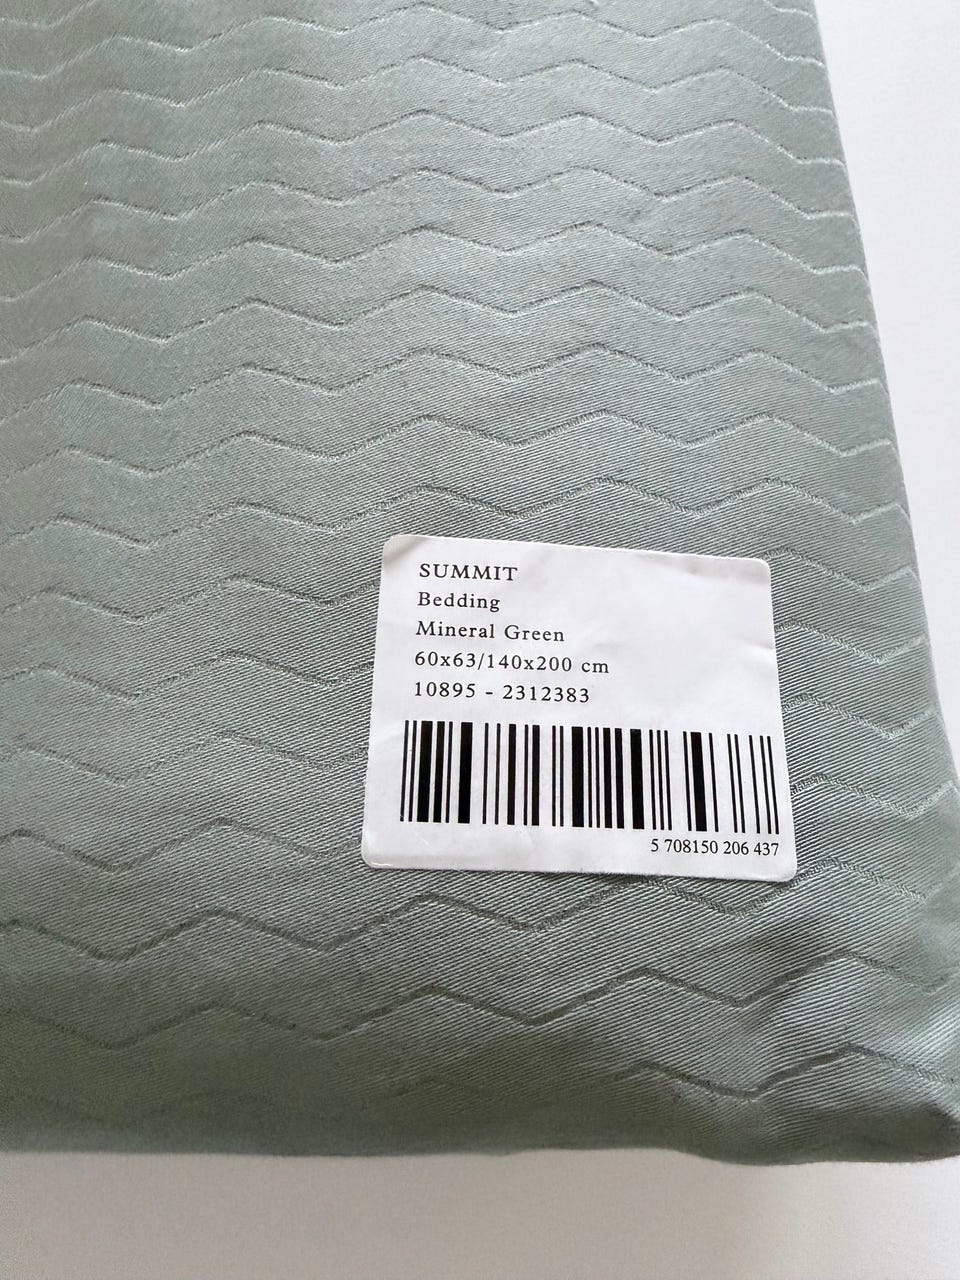 SUMMIT
Bedding
Mineral Green
60x63/140x200 cm
10895 - 2312383
5 708150 206 437